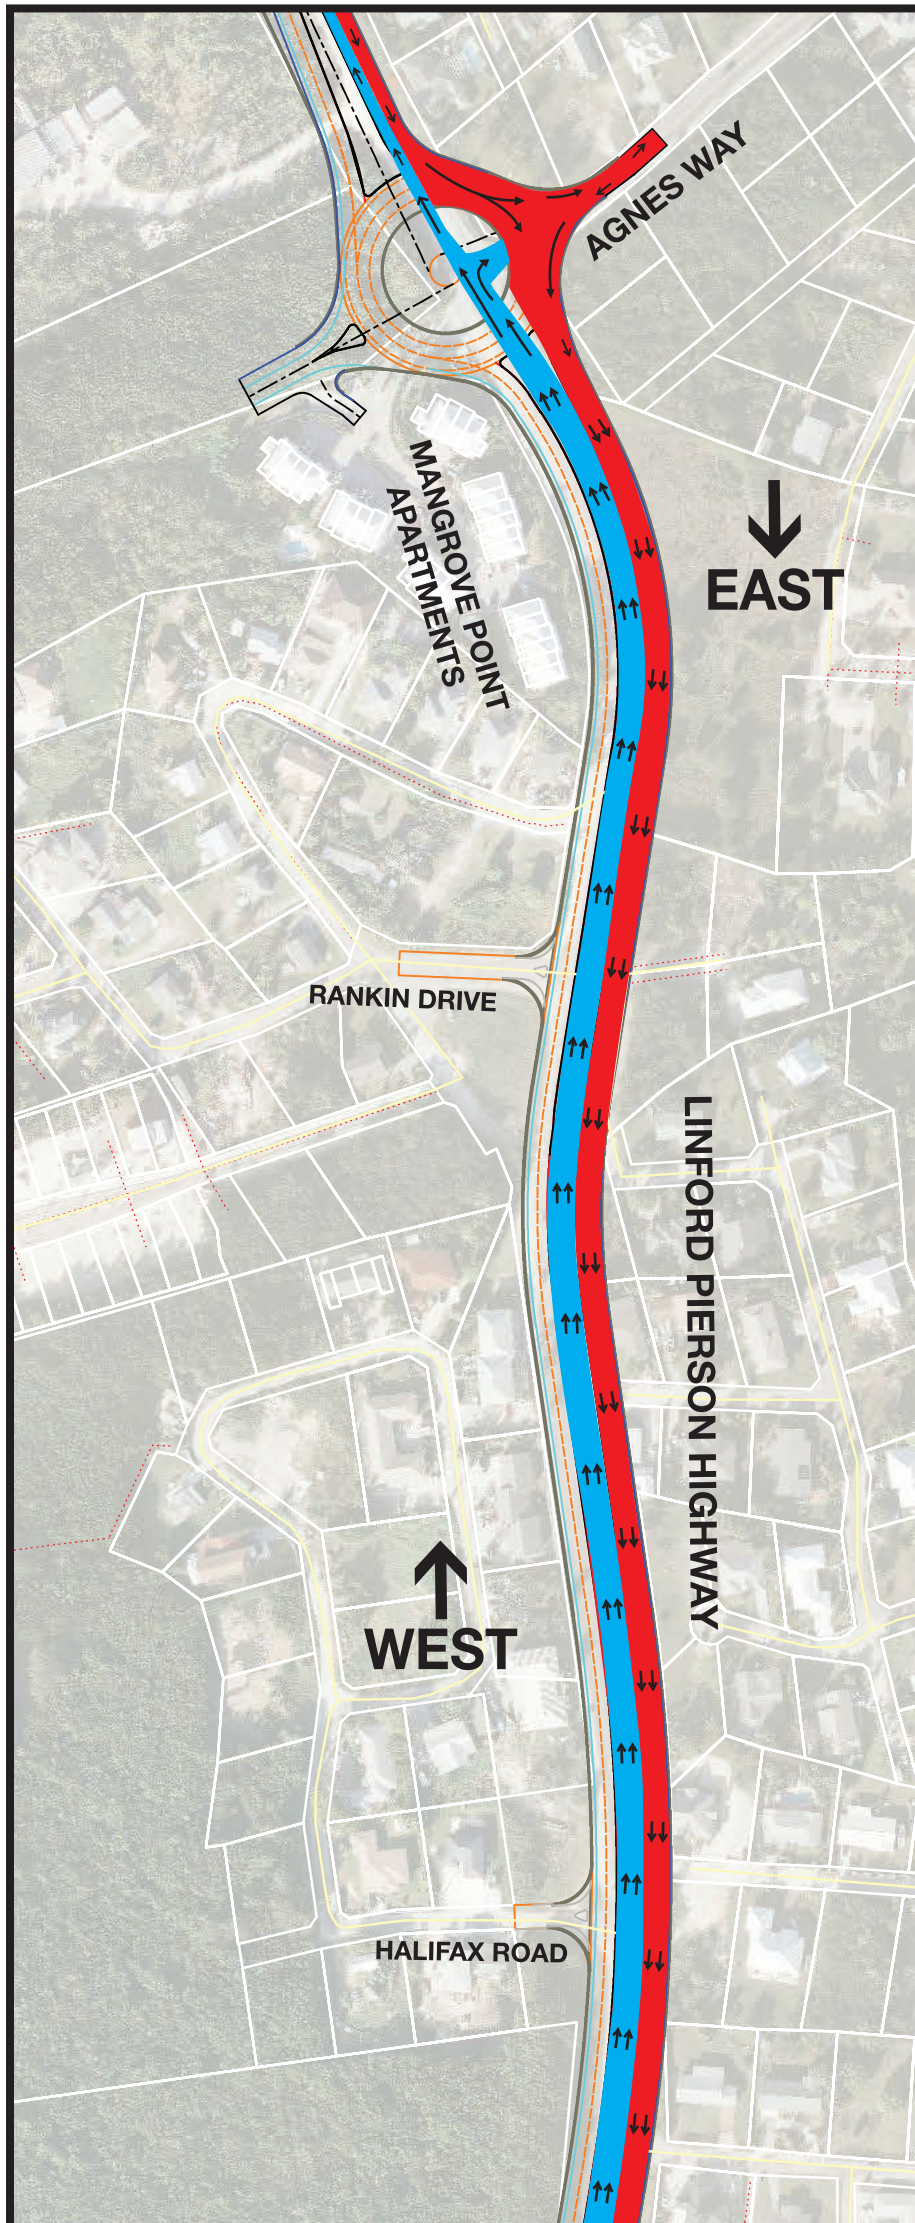 AGNES WAY
MANGROVE POINT
APARTMENTS
EAST
RANKIN DRIVE
LINFORD PIERSON HIGHWAY
WEST
HALIFAX ROAD